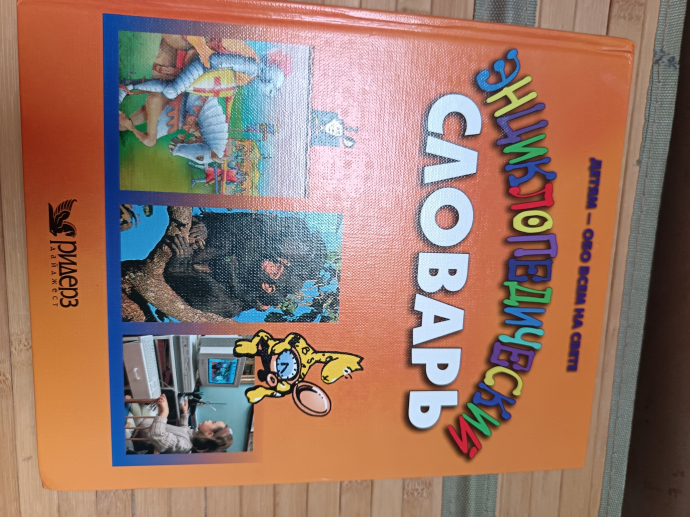 ДЕТЯМ – ОБО ВСЕМ НА СВЕТЕ
ЭНЦИКЛОПЕДИЧЕСКИЙ
СЛОВАРЬ
РИДЕРЗ
ДАЙДЖЕСТ